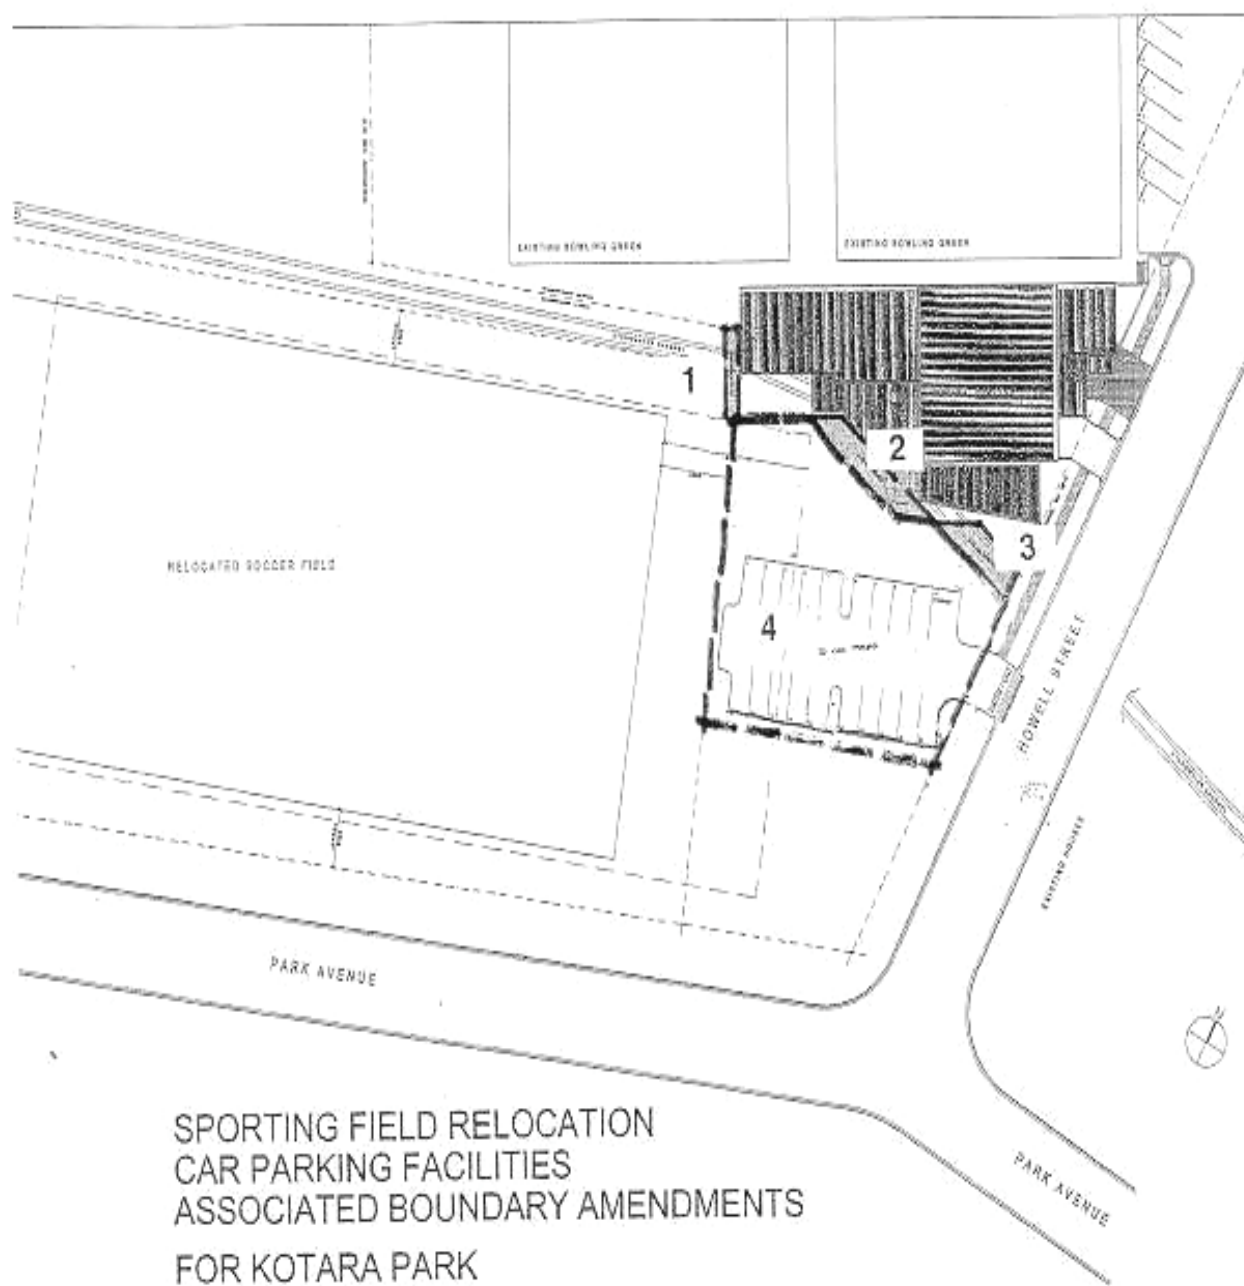 EXISTING BOWLING GREEN
EXISTING BOWLING GREEN
1
2
3
4
RELOCATED SOCCER FIELD
HOWELL STREET
EXISTING HOUSES
PARK AVENUE
N
PARK AVENUE
SPORTING FIELD RELOCATION
CAR PARKING FACILITIES
ASSOCIATED BOUNDARY AMENDMENTS
FOR KOTARA PARK